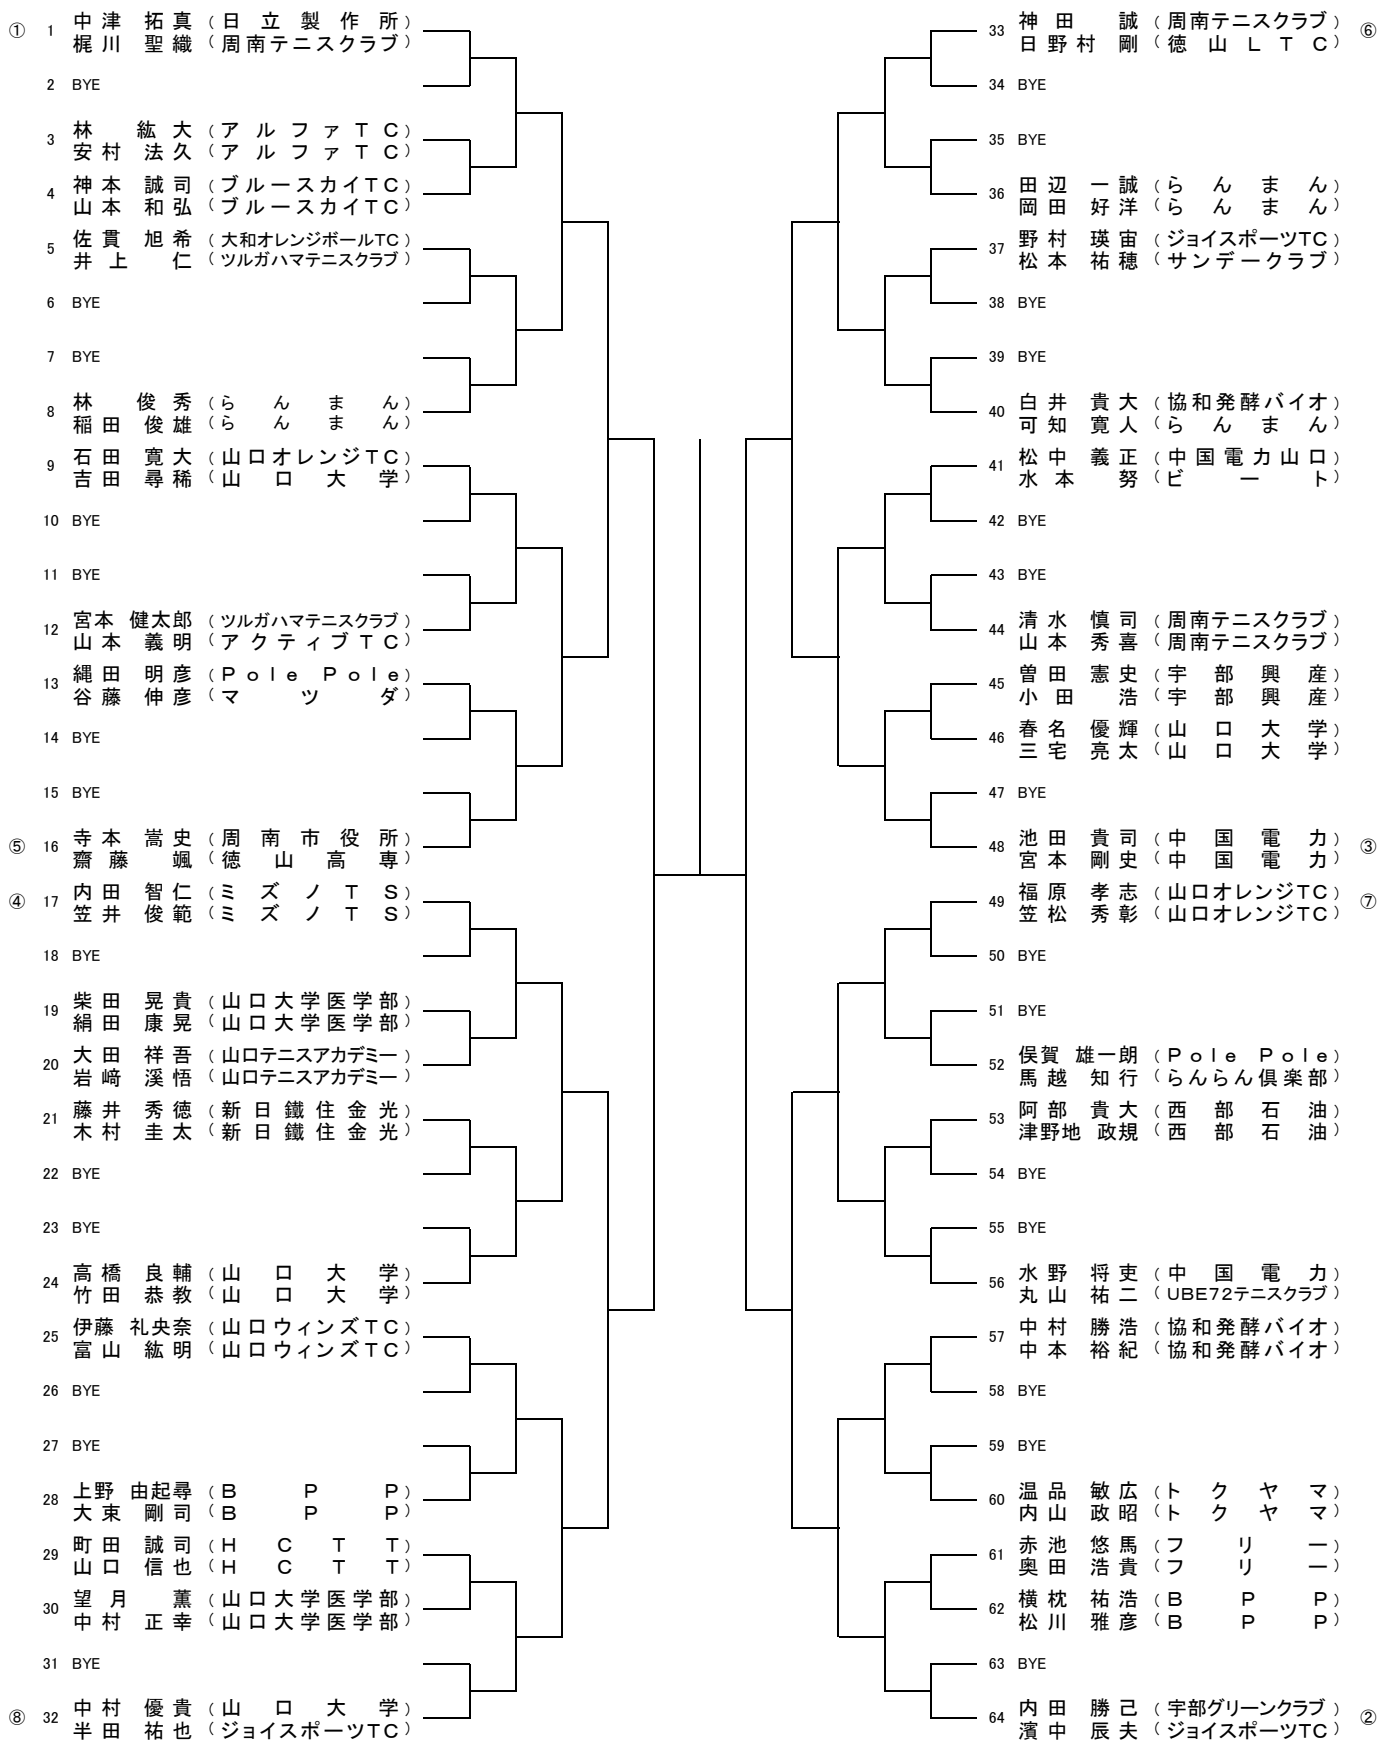 ① 1 中津 拓真 (日立製作所)
梶川 聖織 (周南テニスクラブ)
2 BYE
3 林 紘大 (アルファTC)
安村 法久 (アルファTC)
4 神本 誠司 (ブルースカイTC)
山本 和弘 (ブルースカイTC)
5 佐貫 旭希 (大和オレンジボールTC)
井上 仁 (ツルガハマテニスクラブ)
6 BYE
7 BYE
8 林 俊秀 (らんまん)
稲田 俊雄 (らんまん)
9 石田 寛大 (山口オレンジTC)
吉田 尋稀 (山口大学)
10 BYE
11 BYE
12 宮本 健太郎 (ツルガハマテニスクラブ)
山本 義明 (アクティブTC)
13 縄田 明彦 (Pole Pole)
谷藤 伸彦 (マツダ)
14 BYE
15 BYE
⑤ 16 寺本 嵩史 (周南市役所)
齋藤 颯 (徳山高専)
④ 17 内田 智仁 (ミズノTS)
笠井 俊範 (ミズノTS)
18 BYE
19 柴田 晃貴 (山口大学医学部)
絹田 康晃 (山口大学医学部)
20 大田 祥吾 (山口テニスアカデミー)
岩﨑 溪悟 (山口テニスアカデミー)
21 藤井 秀徳 (新日鐵住金光)
木村 圭太 (新日鐵住金光)
22 BYE
23 BYE
24 高橋 良輔 (山口大学)
竹田 恭教 (山口大学)
25 伊藤 礼央奈 (山口ウィンズTC)
富山 紘明 (山口ウィンズTC)
26 BYE
27 BYE
28 上野 由起尋 (BPP)
大束 剛司 (BPP)
29 町田 誠司 (HCTT)
山口 信也 (HCTT)
30 望月 薫 (山口大学医学部)
中村 正幸 (山口大学医学部)
31 BYE
⑧ 32 中村 優貴 (山口大学)
半田 祐也 (ジョイスポーツTC)
33 神田 誠 (周南テニスクラブ) ⑥
日野村 剛 (徳山LTC)
34 BYE
35 BYE
36 田辺 一誠 (らんまん)
岡田 好洋 (らんまん)
37 野村 瑛宙 (ジョイスポーツTC)
松本 祐穂 (サンデークラブ)
38 BYE
39 BYE
40 白井 貴大 (協和発酵バイオ)
可知 寛人 (らんまん)
41 松中 義正 (中国電力山口)
水本 努 (ビート)
42 BYE
43 BYE
44 清水 慎司 (周南テニスクラブ)
山本 秀喜 (周南テニスクラブ)
45 曽田 憲史 (宇部興産)
小田 浩 (宇部興産)
46 春名 優輝 (山口大学)
三宅 亮太 (山口大学)
47 BYE
48 池田 貴司 (中国電力) ③
宮本 剛史 (中国電力)
49 福原 孝志 (山口オレンジTC) ⑦
笠松 秀彰 (山口オレンジTC)
50 BYE
51 BYE
52 俣賀 雄一朗 (Pole Pole)
馬越 知行 (らんらん倶楽部)
53 阿部 貴大 (西部石油)
津野地 政規 (西部石油)
54 BYE
55 BYE
56 水野 将吏 (中国電力)
丸山 祐二 (UBE72テニスクラブ)
57 中村 勝浩 (協和発酵バイオ)
中本 裕紀 (協和発酵バイオ)
58 BYE
59 BYE
60 温品 敏広 (トクヤマ)
内山 政昭 (トクヤマ)
61 赤池 悠馬 (フリー)
奥田 浩貴 (フリー)
62 横枕 祐浩 (BPP)
松川 雅彦 (BPP)
63 BYE
64 内田 勝己 (宇部グリーンクラブ) ②
濱中 辰夫 (ジョイスポーツTC)